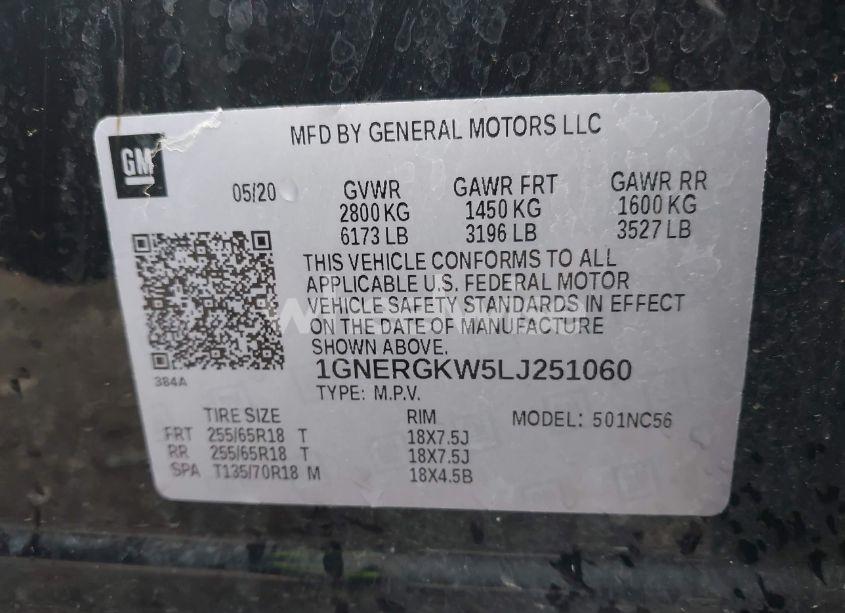 MFD BY GENERAL MOTORS LLC
GM
05/20 GVWR GAWR FRT GAWR RR
2800 KG 1450 KG 1600 KG
6173 LB 3196 LB 3527 LB
THIS VEHICLE CONFORMS TO ALL
APPLICABLE U.S. FEDERAL MOTOR
VEHICLE SAFETY STANDARDS IN EFFECT
ON THE DATE OF MANUFACTURE
SHOWN ABOVE.
1GNERGKW5LJ251060
384A
TYPE: M.P.V.
TIRE SIZE RIM MODEL: 501NC56
FRT 255/65R18 T 18X7.5J
RR 255/65R18 T 18X7.5J
SPA T135/70R18 M 18X4.5B